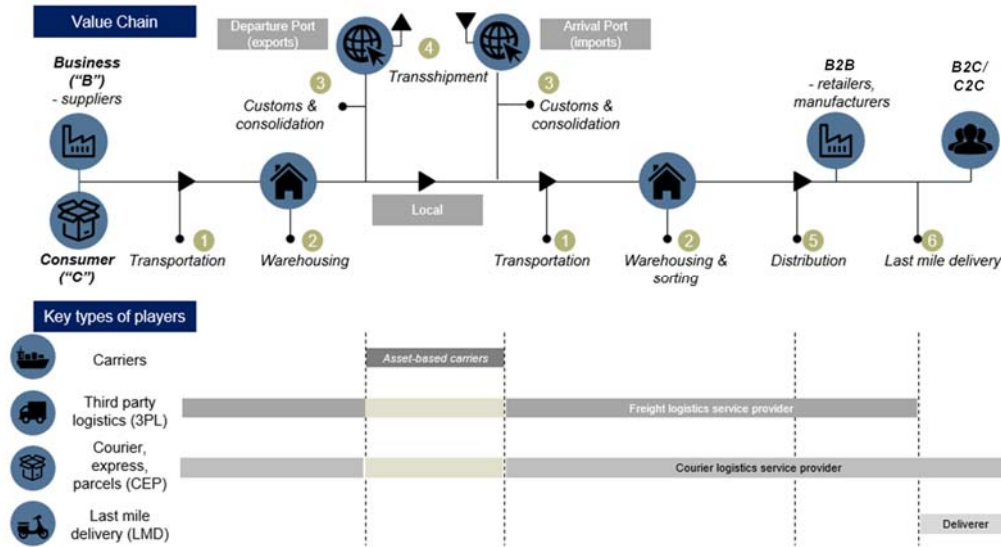 Value Chain
Departure Port
(exports)
4
Transshipment
Arrival Port
(imports)
Business
("B")
- suppliers
3
Customs &
consolidation
3
Customs &
consolidation
B2B
- retailers,
manufacturers
B2C/
C2C
Local
Consumer
("C")
1
Transportation
2
Warehousing
1
Transportation
2
Warehousing &
sorting
5
Distribution
6
Last mile delivery
Key types of players
Carriers
Asset-based carriers
Third party
logistics (3PL)
Freight logistics service provider
Courier,
express,
parcels (CEP)
Courier logistics service provider
Last mile
delivery (LMD)
Deliverer